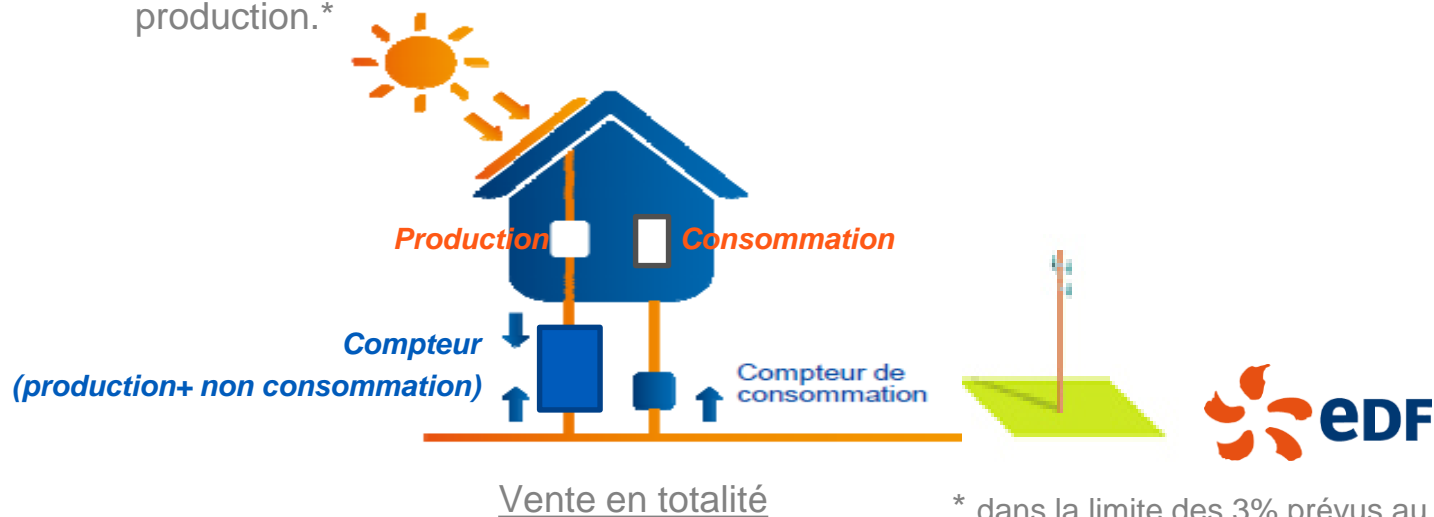 production.*
Production
Consommation
Compteur
(production+ non consommation)
Compteur de
consommation
eDF
Vente en totalité
* dans la limite des 3% prévus au